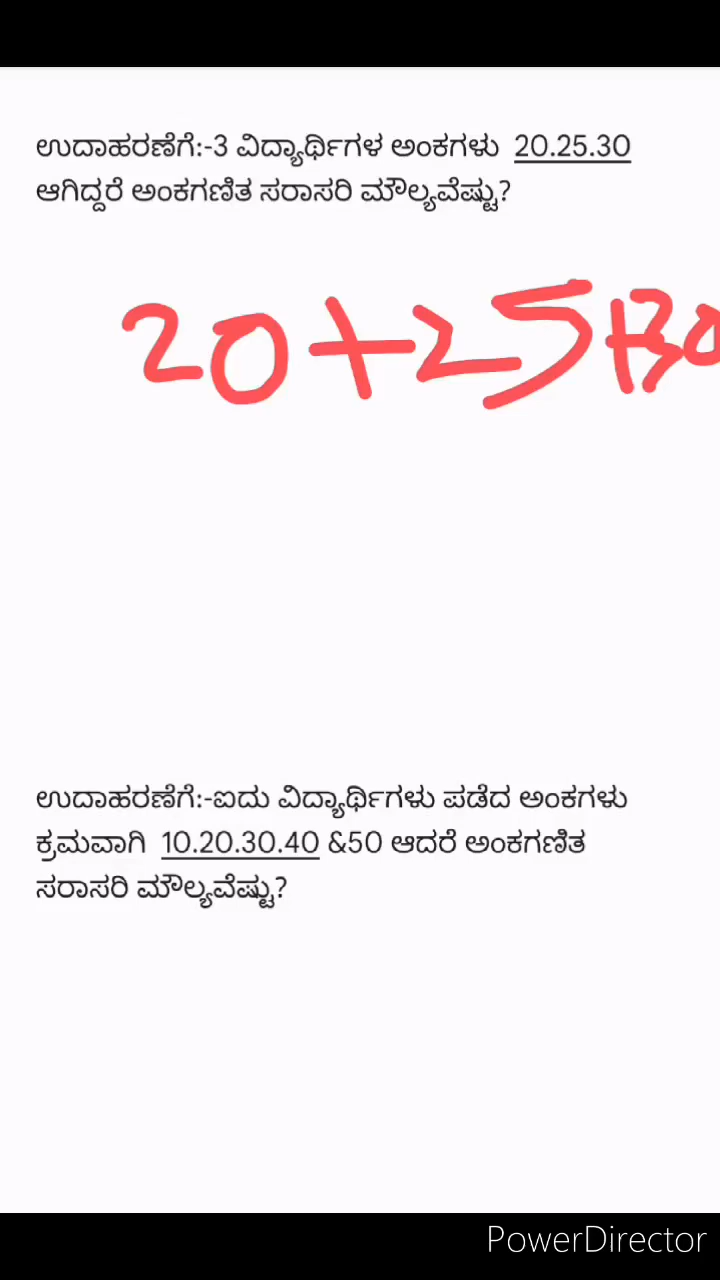 ಉದಾಹರಣೆಗೆ:-3 ವಿದ್ಯಾರ್ಥಿಗಳ ಅಂಕಗಳು 20.25.30
ಆಗಿದ್ದರೆ ಅಂಕಗಣಿತ ಸರಾಸರಿ ಮೌಲ್ಯವೆಷ್ಟು?
20+25+30
ಉದಾಹರಣೆಗೆ:-ಐದು ವಿದ್ಯಾರ್ಥಿಗಳು ಪಡೆದ ಅಂಕಗಳು
ಕ್ರಮವಾಗಿ 10.20.30.40 &50 ಆದರೆ ಅಂಕಗಣಿತ
ಸರಾಸರಿ ಮೌಲ್ಯವೆಷ್ಟು?
PowerDirector